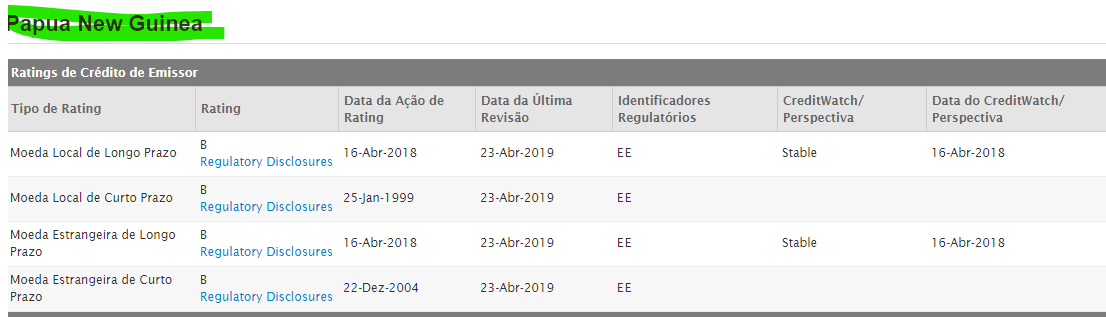 Papua New Guinea
Ratings de Crédito de Emissor
Tipo de Rating Rating Data da Ação de Rating Data da Última Revisão Identificadores Regulatórios CreditWatch/ Perspectiva Data do CreditWatch/ Perspectiva
Moeda Local de Longo Prazo B Regulatory Disclosures 16-Abr-2018 23-Abr-2019 EE Stable 16-Abr-2018
Moeda Local de Curto Prazo B Regulatory Disclosures 25-Jan-1999 23-Abr-2019 EE
Moeda Estrangeira de Longo Prazo B Regulatory Disclosures 16-Abr-2018 23-Abr-2019 EE Stable 16-Abr-2018
Moeda Estrangeira de Curto Prazo B Regulatory Disclosures 22-Dez-2004 23-Abr-2019 EE